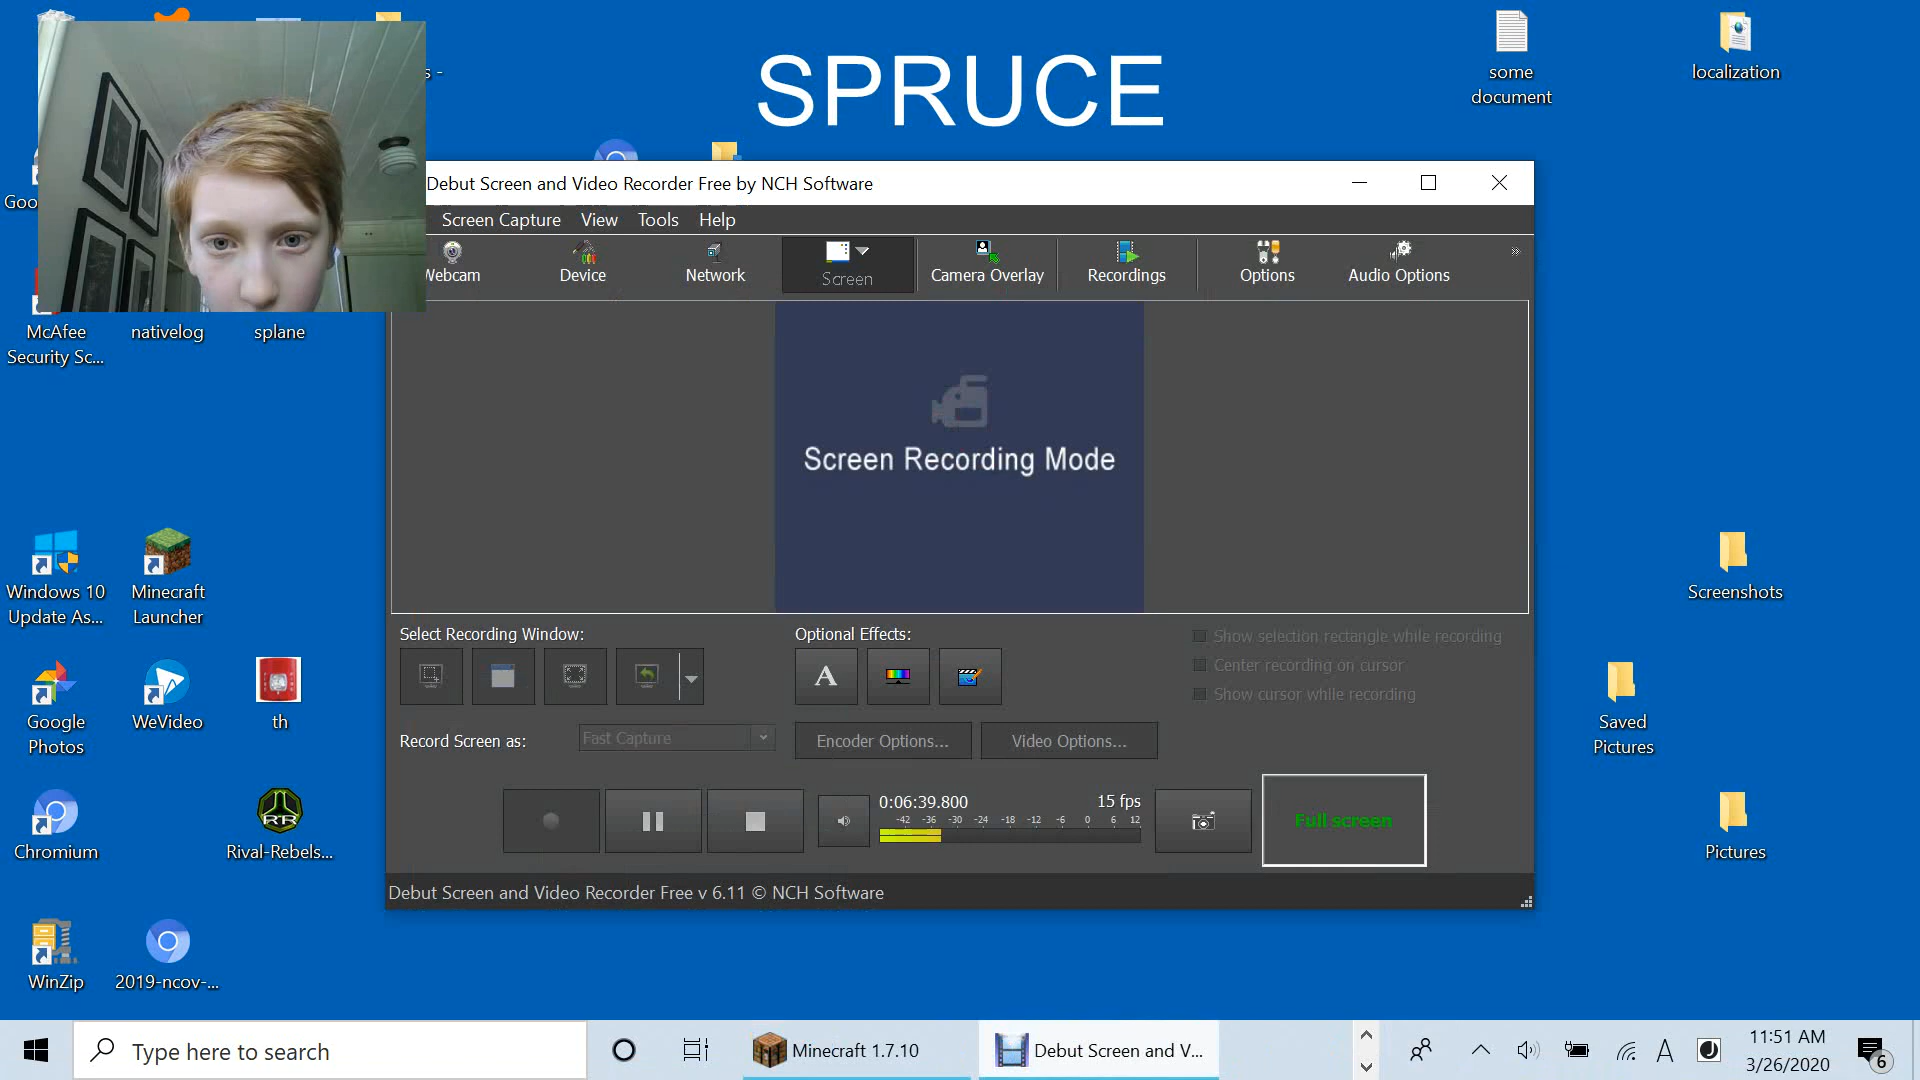 SPRUCE
s -
some
document
localization
Goo
Debut Screen and Video Recorder Free by NCH Software
Screen Capture View Tools Help
Webcam Device Network Screen Camera Overlay Recordings Options Audio Options
»
McAfee
Security Sc...
nativelog
splane
Screen Recording Mode
Windows 10
Update As...
Minecraft
Launcher
Screenshots
Select Recording Window:
Optional Effects:
A
Show selection rectangle while recording
Center recording on cursor
Show cursor while recording
Google
Photos
WeVideo
th
Saved
Pictures
Record Screen as:
Fast Capture
Encoder Options...
Video Options...
0:06:39.800
15 fps
-42 -36 -30 -24 -18 -12 -6 0 6 12
Full screen
Chromium
RR
Rival-Rebels...
Pictures
Debut Screen and Video Recorder Free v 6.11 © NCH Software
WinZip
2019-ncov-...
Type here to search
Minecraft 1.7.10
Debut Screen and V...
A
11:51 AM
3/26/2020
6